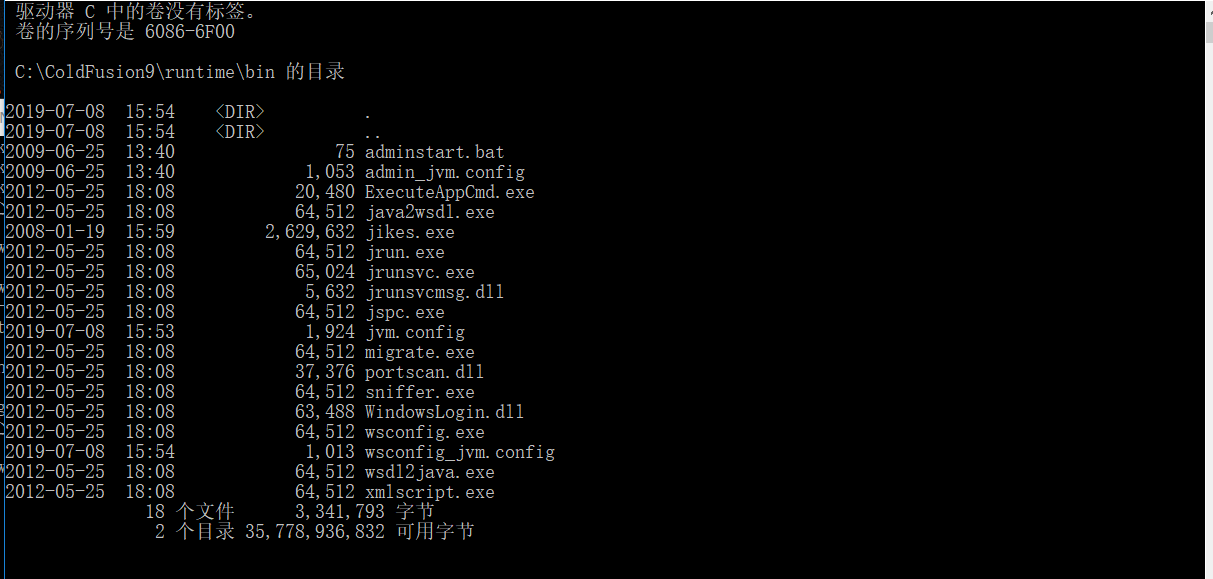 驱动器 C 中的卷没有标签。
卷的序列号是 6086-6F00
C:\ColdFusion9\runtime\bin 的目录
2019-07-08  15:54    <DIR>          .
2019-07-08  15:54    <DIR>          ..
2009-06-25  13:40                75 adminstart.bat
2009-06-25  13:40             1,053 admin_jvm.config
2012-05-25  18:08            20,480 ExecuteAppCmd.exe
2012-05-25  18:08            64,512 java2wsdl.exe
2008-01-19  15:59         2,629,632 jikes.exe
2012-05-25  18:08            64,512 jrun.exe
2012-05-25  18:08            65,024 jrunsvc.exe
2012-05-25  18:08             5,632 jrunsvcmsg.dll
2012-05-25  18:08            64,512 jspc.exe
2019-07-08  15:53             1,924 jvm.config
2012-05-25  18:08            64,512 migrate.exe
2012-05-25  18:08            37,376 portscan.dll
2012-05-25  18:08            64,512 sniffer.exe
2012-05-25  18:08            63,488 WindowsLogin.dll
2012-05-25  18:08            64,512 wsconfig.exe
2019-07-08  15:54             1,013 wsconfig_jvm.config
2012-05-25  18:08            64,512 wsdl2java.exe
2012-05-25  18:08            64,512 xmlscript.exe
18 个文件      3,341,793 字节
2 个目录 35,778,936,832 可用字节